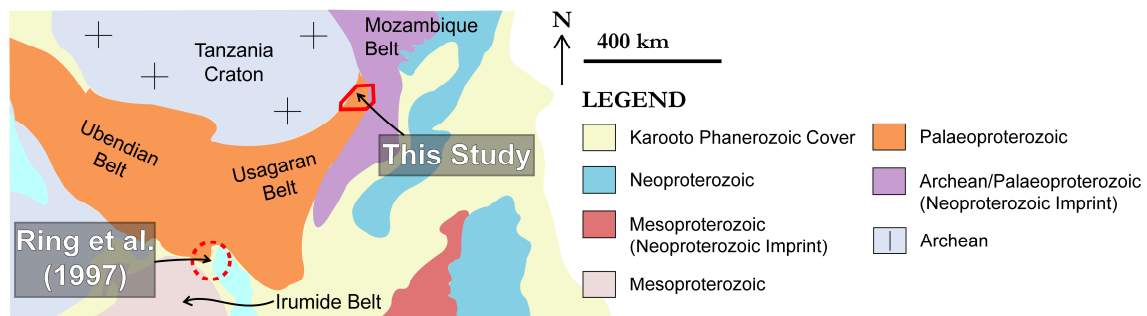 Tanzania
Craton
Mozambique
Belt
Ubendian
Belt
Usagaran
Belt
This Study
Ring et al.
(1997)
Irumide Belt
N
400 km
LEGEND
Karooto Phanerozoic Cover
Neoproterozoic
Mesoproterozoic
(Neoproterozoic Imprint)
Mesoproterozoic
Palaeoproterozoic
Archean/Palaeoproterozoic
(Neoproterozoic Imprint)
Archean